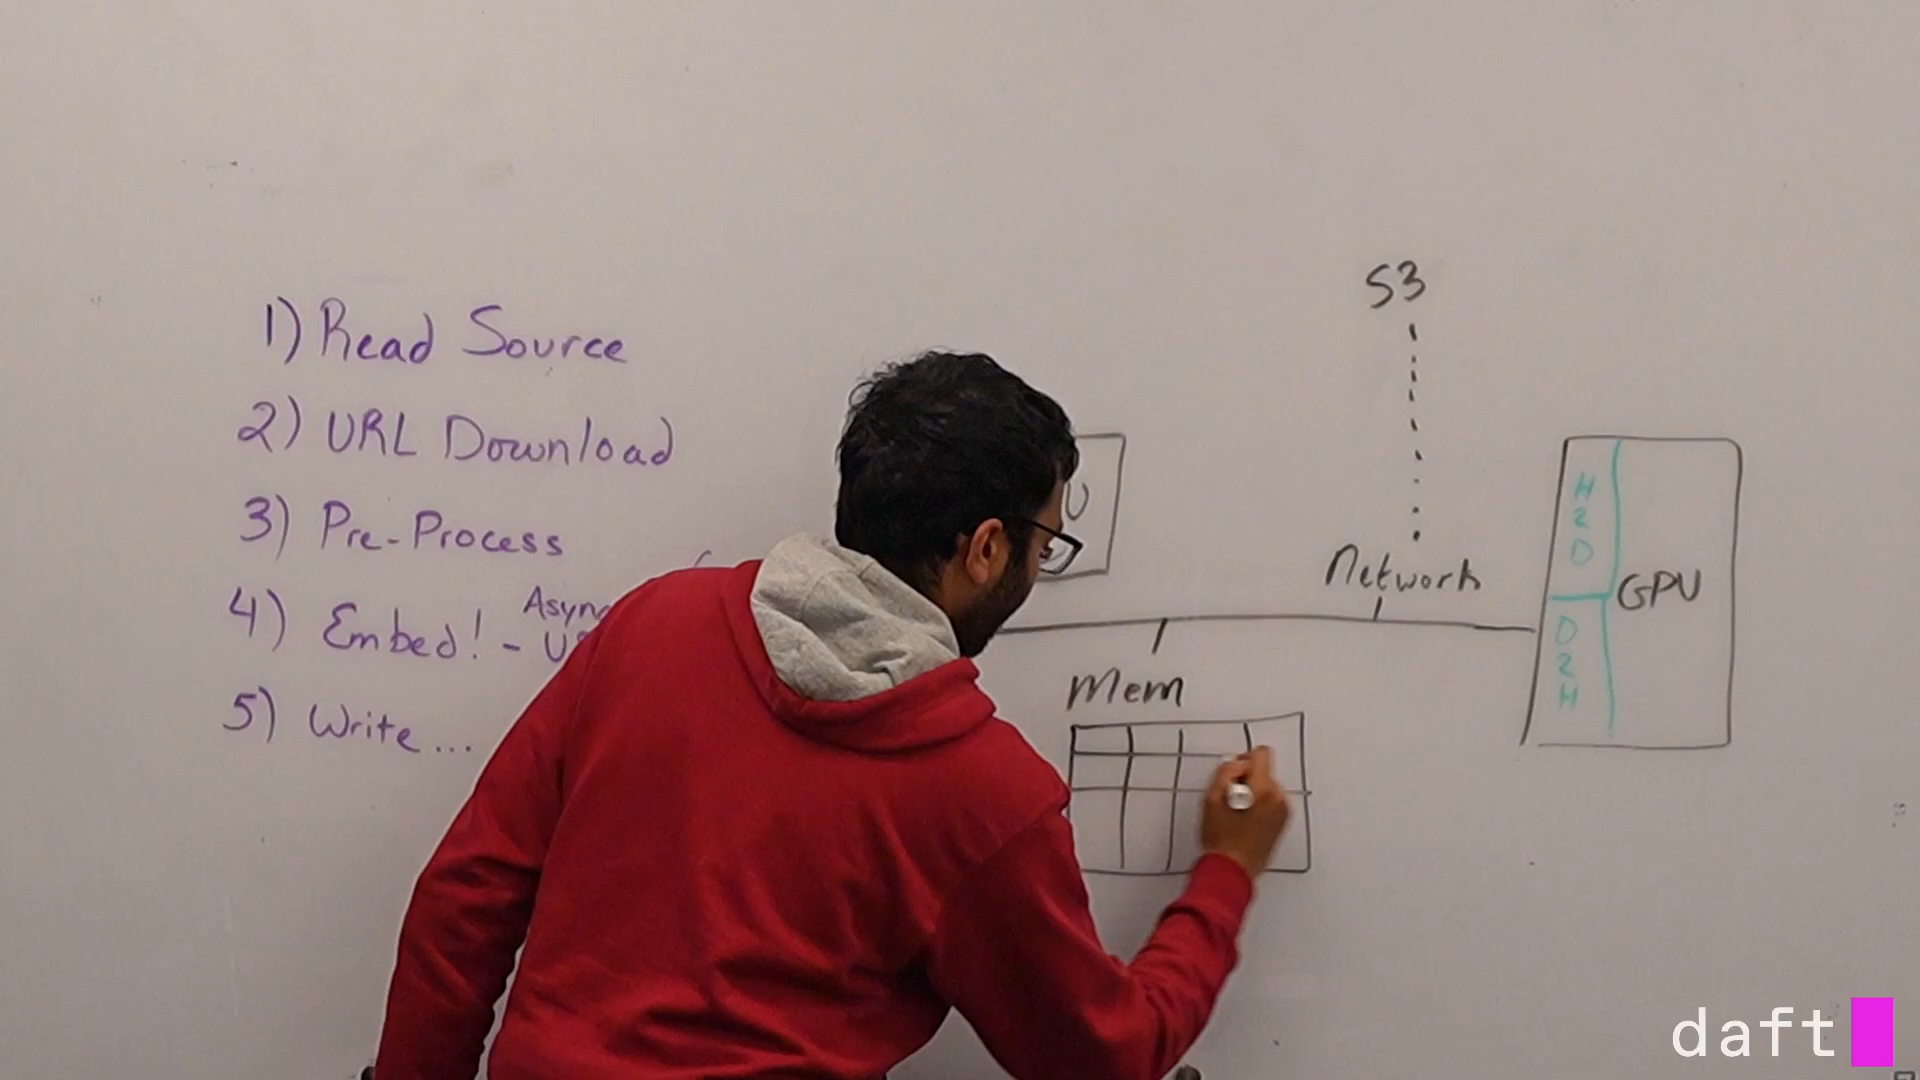 1) Read Source
2) URL Download
3) Pre-Process
4) Embed! -
5) Write...
S3
Network
Mem
H2D
D2H
GPU
daft